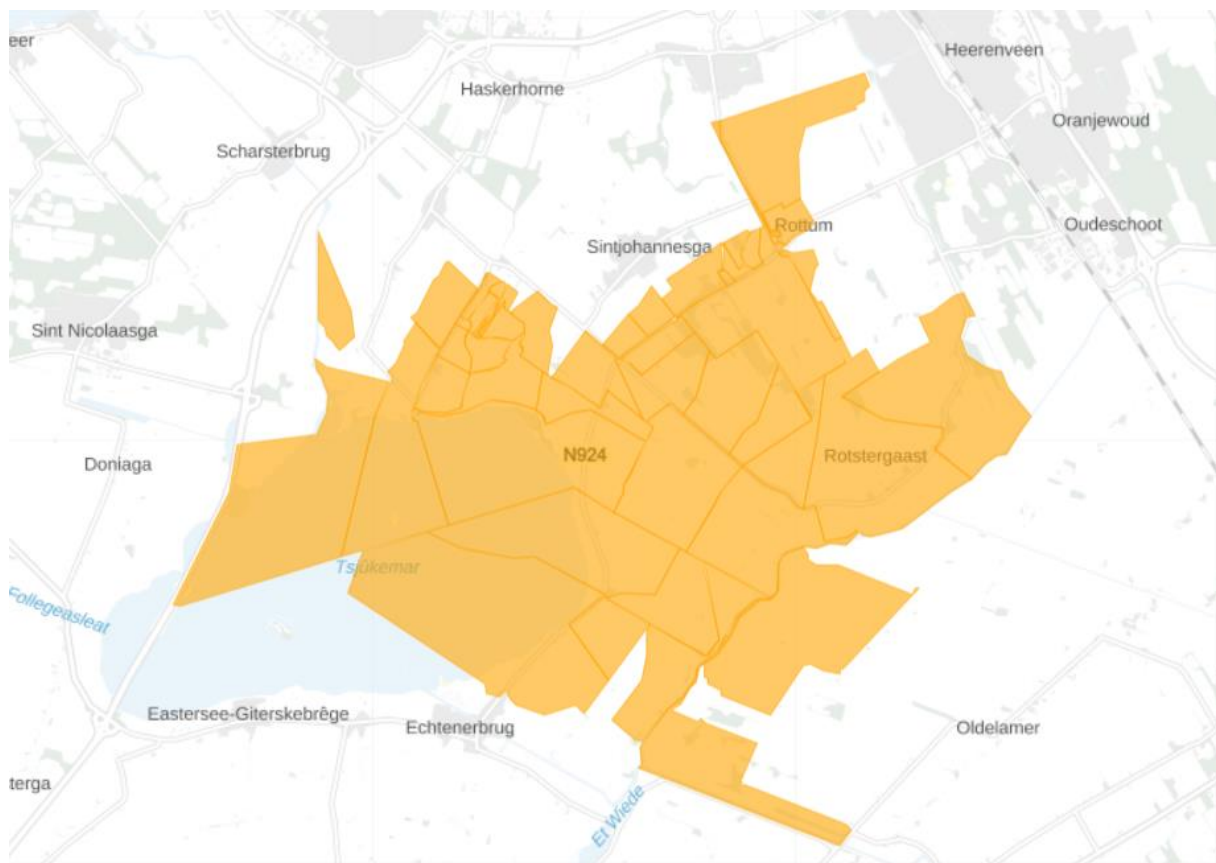 eer
Heerenveen
Haskerhorne
Oranjewoud
Scharsterbrug
Rottum
Oudeschoot
Sintjohannesga
Sint Nicolaasga
N924
Rotstergaast
Doniaga
Tsjûkemar
Follegeasleat
Eastersee-Giterskebrêge
Echtenerbrug
Oldelamer
terga
Et Wiede